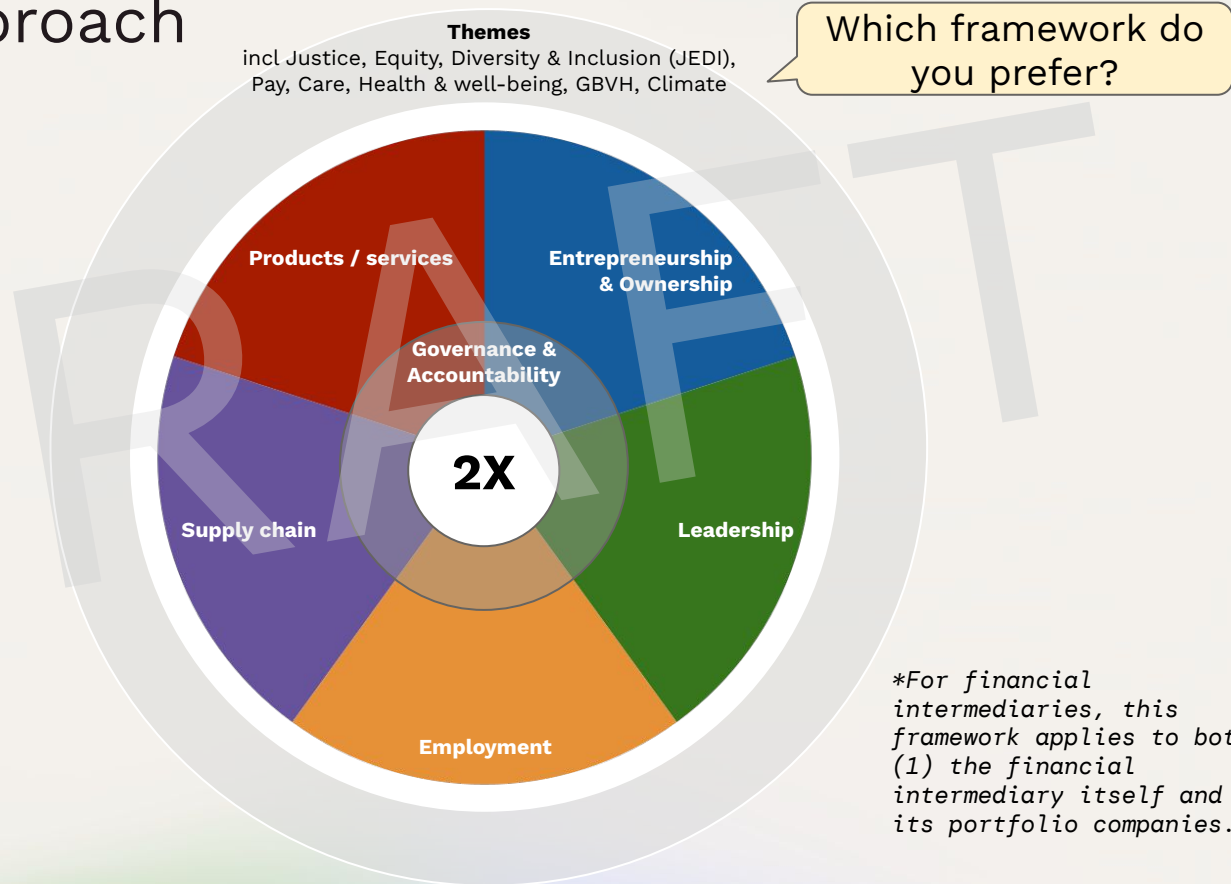 proach
Themes
incl Justice, Equity, Diversity & Inclusion (JEDI),
Pay, Care, Health & well-being, GBVH, Climate
Which framework do
you prefer?
Products / services
Entrepreneurship
& Ownership
Governance &
Accountability
2X
Supply chain
Leadership
Employment
*For financial
intermediaries, this
framework applies to bot
(1) the financial
intermediary itself and
its portfolio companies.
RAFT